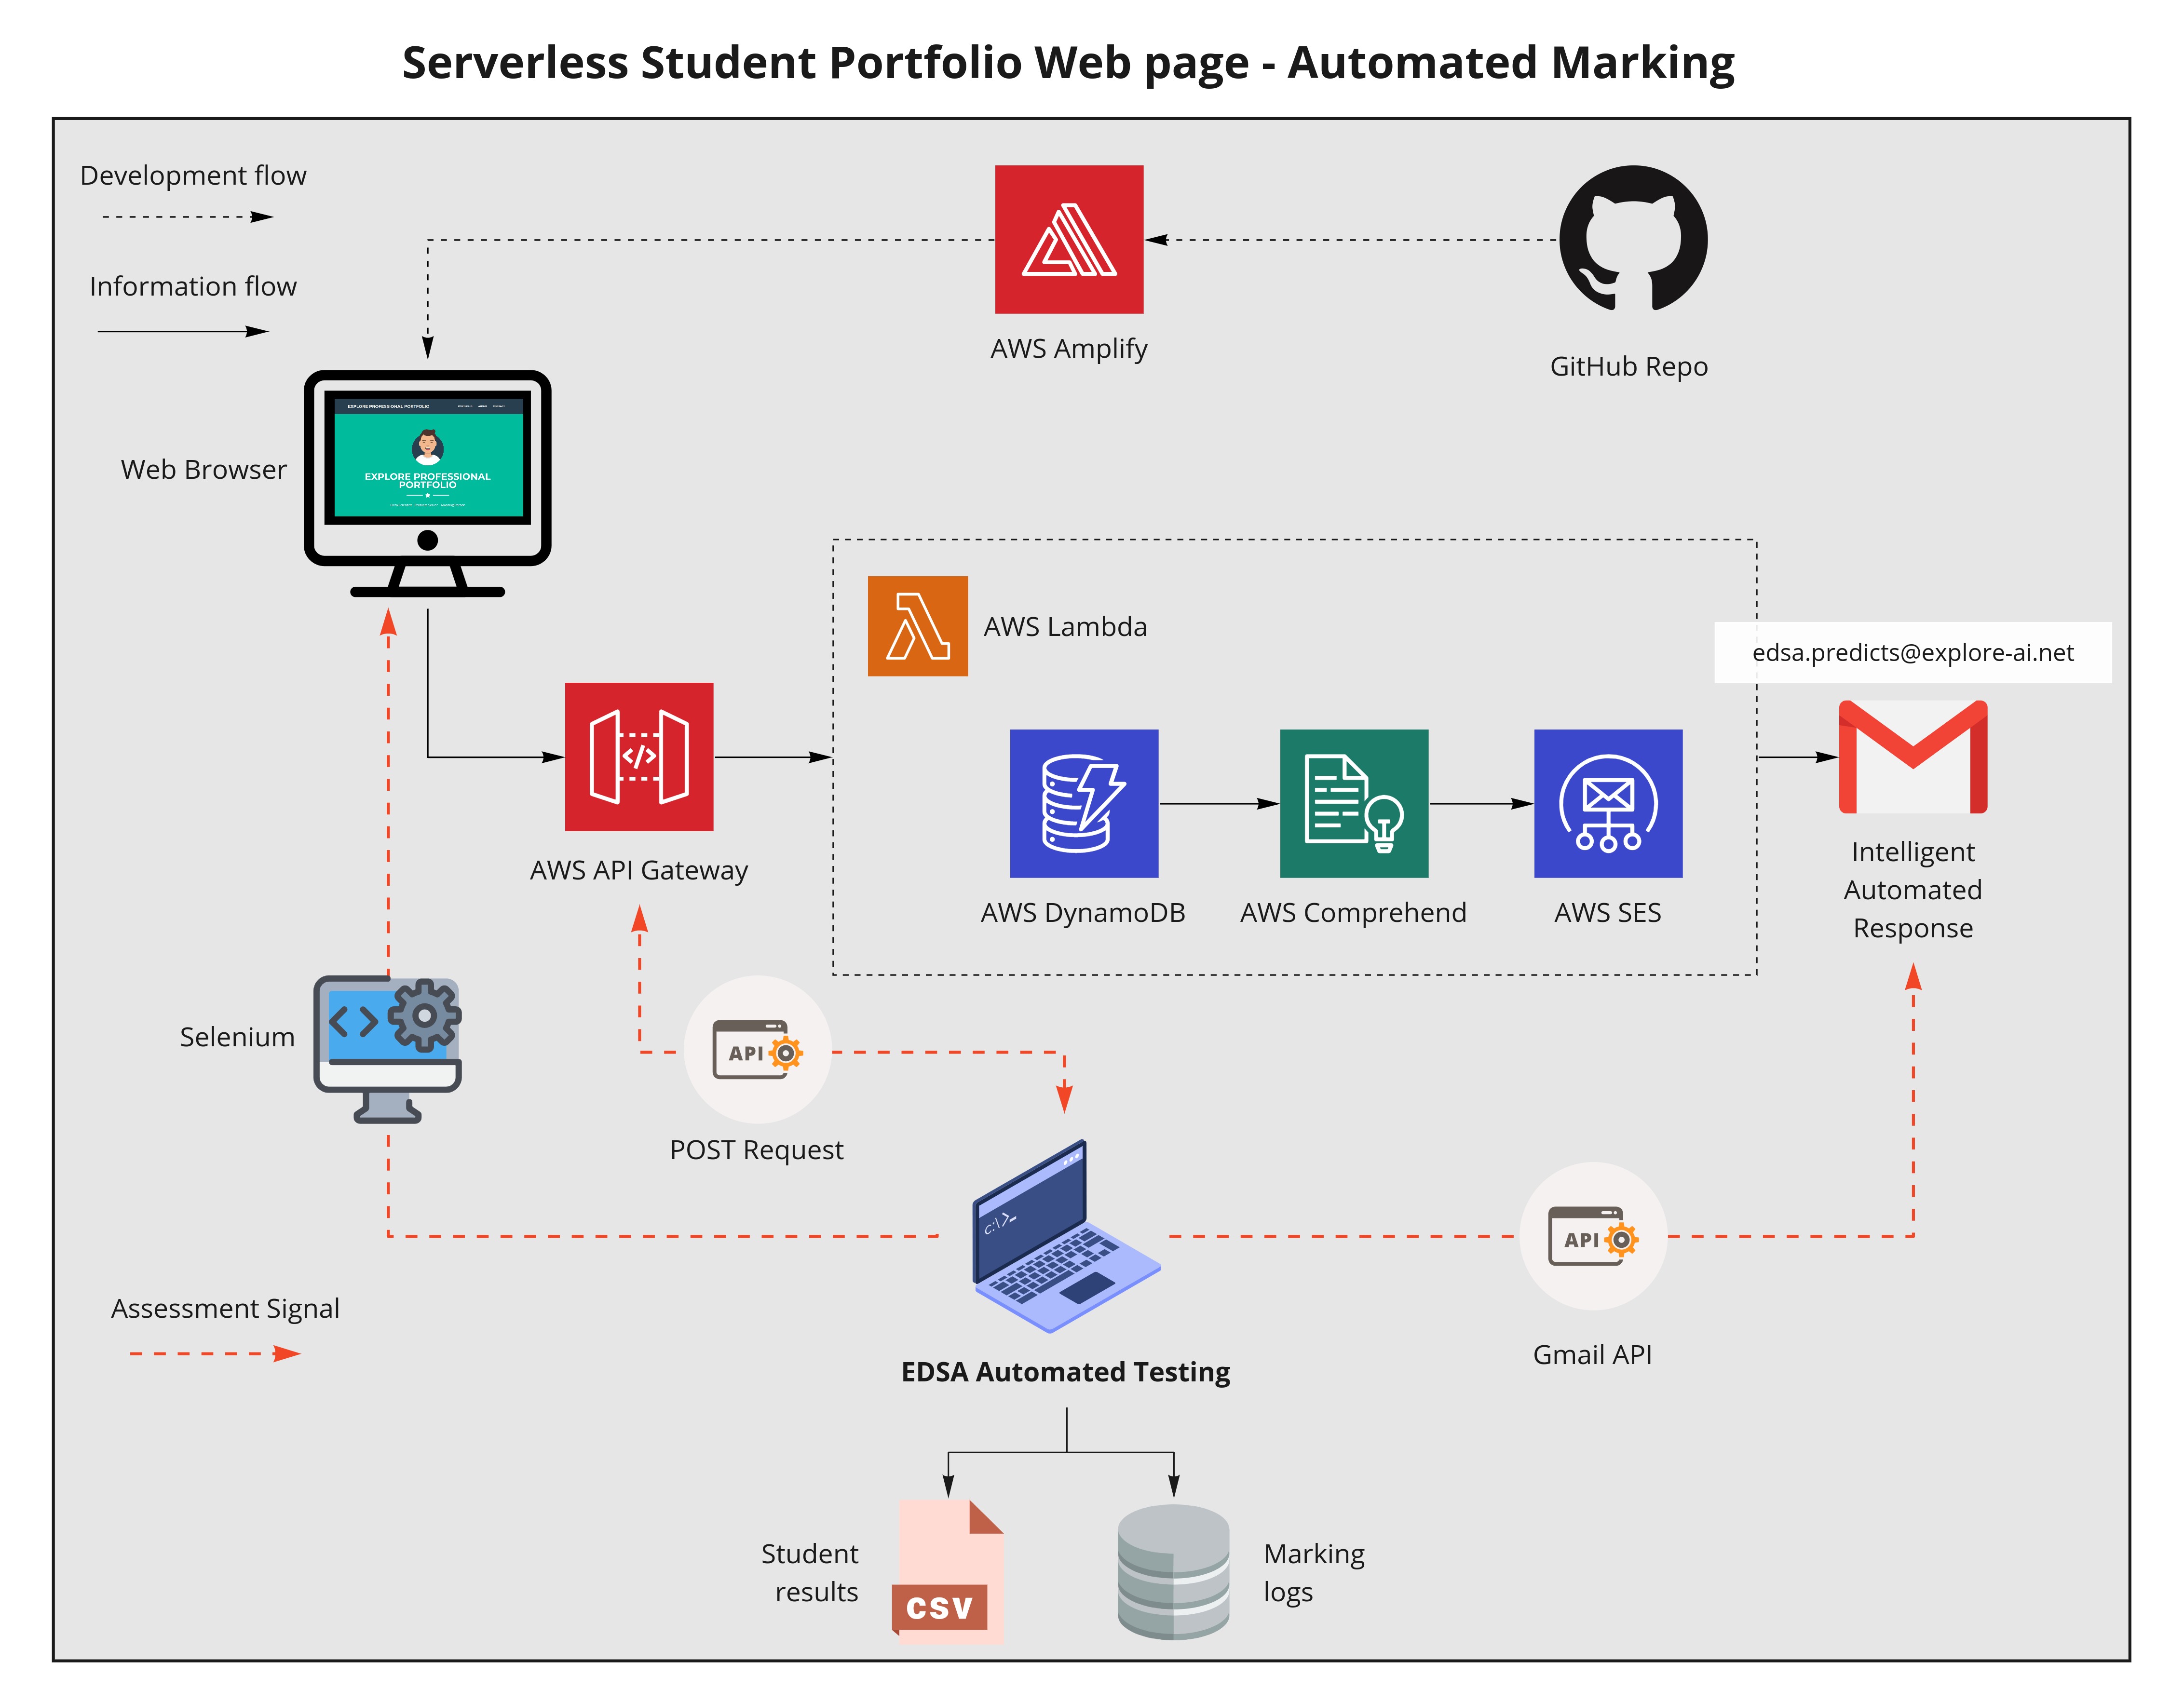 Serverless Student Portfolio Web page - Automated Marking
Development flow
Information flow
AWS Amplify
GitHub Repo
EXPLORE PROFESSIONAL PORTFOLIO
EXPLORE PROFESSIONAL
PORTFOLIO
Web Browser
AWS Lambda
edsa.predicts@explore-ai.net
AWS API Gateway
AWS DynamoDB
AWS Comprehend
AWS SES
Intelligent
Automated
Response
Selenium
API
POST Request
C:\>_
API
Gmail API
Assessment Signal
EDSA Automated Testing
Student
results
CSV
Marking
logs